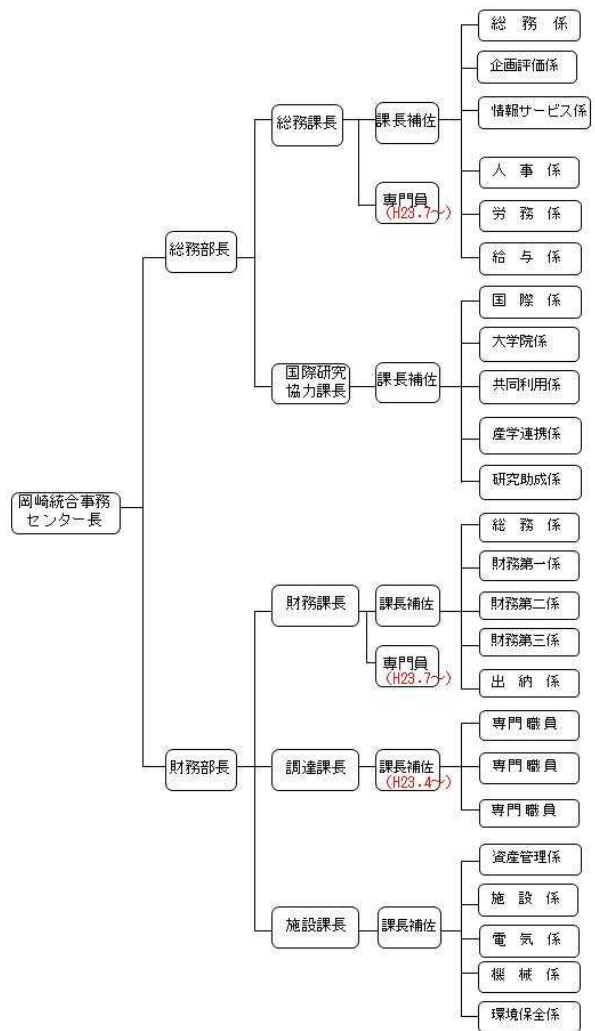 総務係
企画評価係
情報サービス係
総務課長
課長補佐
人事係
専門員
(H23.7~)
労務係
総務部長
給与係
国際係
大学院係
国際研究
協力課長
課長補佐
共同利用係
産学連携係
研究助成係
岡崎統合事務
センター長
総務係
財務第一係
財務課長
課長補佐
財務第二係
財務第三係
専門員
(H23.7~)
出納係
専門職員
財務部長
調達課長
課長補佐
(H23.4~)
専門職員
専門職員
資産管理係
施設係
施設課長
課長補佐
電気係
機械係
環境保全係